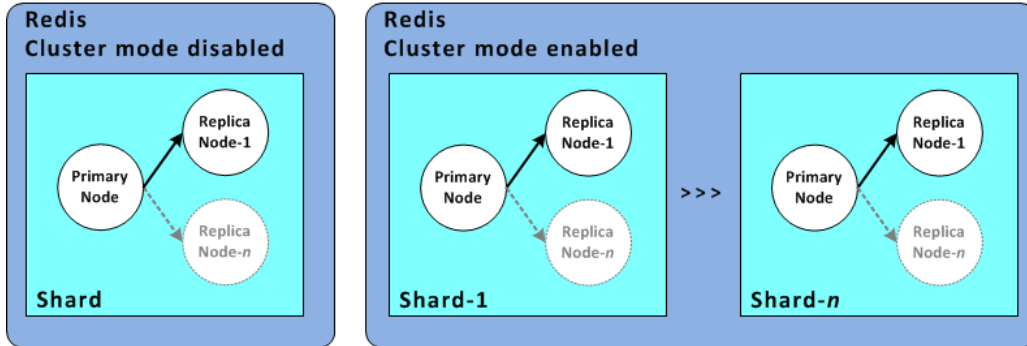 Redis
Cluster mode disabled
Primary
Node
Replica
Node-1
Replica
Node-n
Shard
Redis
Cluster mode enabled
Primary
Node
Replica
Node-1
Replica
Node-n
Shard-1
>>>
Primary
Node
Replica
Node-1
Replica
Node-n
Shard-n